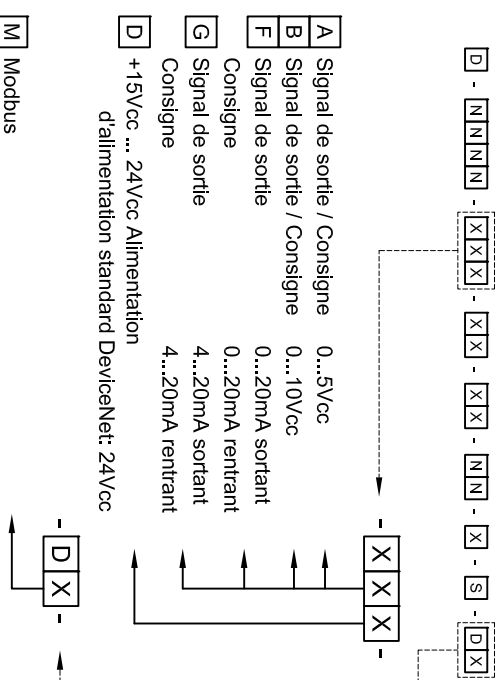 D - NNNN - XXX - XX - XX - NN - X - S - DX
- XXX -
A Signal de sortie / Consigne 0...5Vcc
B Signal de sortie / Consigne 0...10Vcc
F Signal de sortie 0...20mA sortant
Consigne 0...20mA rentrant
G Signal de sortie 4...20mA sortant
Consigne 4...20mA rentrant
D +15Vcc ... 24Vcc Alimentation
d'alimentation standard DeviceNet: 24Vcc
- DX -
M Modbus